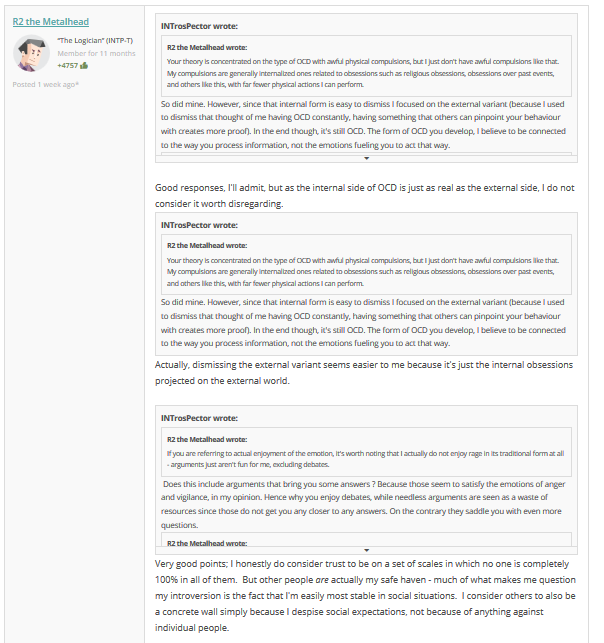 R2 the Metalhead
"The Logician" (INTP-T)
Member for 11 months
+4757
Posted 1 week ago*
INTrosPector wrote:
R2 the Metalhead wrote:
Your theory is concentrated on the type of OCD with awful physical compulsions, but I just don't have awful compulsions like that.
My compulsions are generally internalized ones related to obsessions such as religious obsessions, obsessions over past events,
and others like this, with far fewer physical actions I can perform.
So did mine. However, since that internal form is easy to dismiss I focused on the external variant (because I used
to dismiss that thought of me having OCD constantly, having something that others can pinpoint your behaviour
with creates more proof). In the end though, it's still OCD. The form of OCD you develop, I believe to be connected
to the way you process information, not the emotions fueling you to act that way.
Good responses, I'll admit, but as the internal side of OCD is just as real as the external side, I do not
consider it worth disregarding.
INTrosPector wrote:
R2 the Metalhead wrote:
Your theory is concentrated on the type of OCD with awful physical compulsions, but I just don't have awful compulsions like that.
My compulsions are generally internalized ones related to obsessions such as religious obsessions, obsessions over past events,
and others like this, with far fewer physical actions I can perform.
So did mine. However, since that internal form is easy to dismiss I focused on the external variant (because I used
to dismiss that thought of me having OCD constantly, having something that others can pinpoint your behaviour
with creates more proof). In the end though, it's still OCD. The form of OCD you develop, I believe to be connected
to the way you process information, not the emotions fueling you to act that way.
Actually, dismissing the external variant seems easier to me because it's just the internal obsessions
projected on the external world.
INTrosPector wrote:
R2 the Metalhead wrote:
If you are referring to actual enjoyment of the emotion, it's worth noting that I actually do not enjoy rage in its traditional form at all
- arguments just aren't fun for me, excluding debates.
Does this include arguments that bring you some answers ? Because those seem to satisfy the emotions of anger
and vigilance, in my opinion. Hence why you enjoy debates, while needless arguments are seen as a waste of
resources since those do not get you any closer to any answers. On the contrary they saddle you with even more
questions.
R2 the Metalhead wrote:
Very good points; I honestly do consider trust to be on a set of scales in which no one is completely
100% in all of them.  But other people are actually my safe haven - much of what makes me question
my introversion is the fact that I'm easily most stable in social situations.  I consider others to also be
a concrete wall simply because I despise social expectations, not because of anything against
individual people.